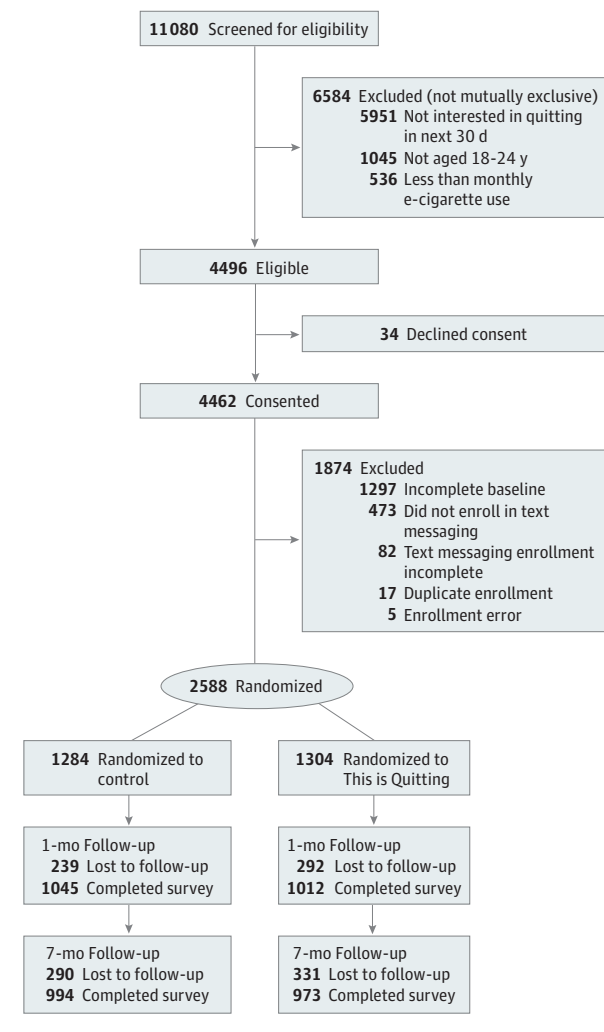 11080 Screened for eligibility
6584 Excluded (not mutually exclusive)
5951 Not interested in quitting
in next 30 d
1045 Not aged 18-24 y
536 Less than monthly
e-cigarette use
4496 Eligible
34 Declined consent
4462 Consented
1874 Excluded
1297 Incomplete baseline
473 Did not enroll in text
messaging
82 Text messaging enrollment
incomplete
17 Duplicate enrollment
5 Enrollment error
2588 Randomized
1284 Randomized to
control
1304 Randomized to
This is Quitting
1-mo Follow-up
239 Lost to follow-up
1045 Completed survey
1-mo Follow-up
292 Lost to follow-up
1012 Completed survey
7-mo Follow-up
290 Lost to follow-up
994 Completed survey
7-mo Follow-up
331 Lost to follow-up
973 Completed survey